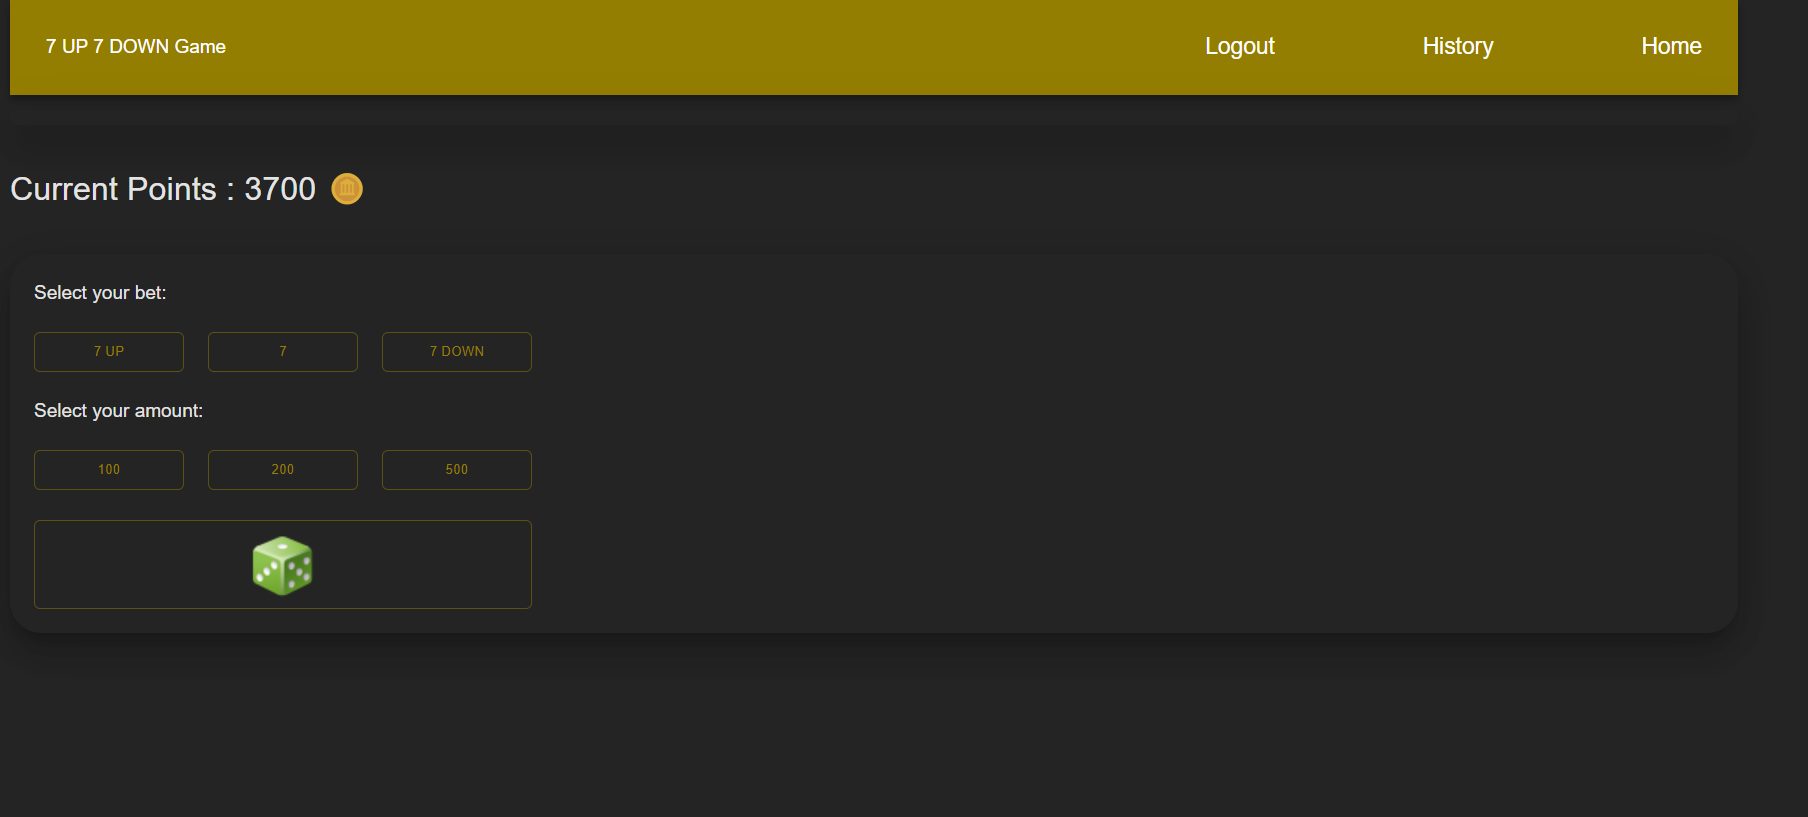 7 UP 7 DOWN Game
Logout
History
Home
Current Points : 3700
Select your bet:
7 UP
7
7 DOWN
Select your amount:
100
200
500